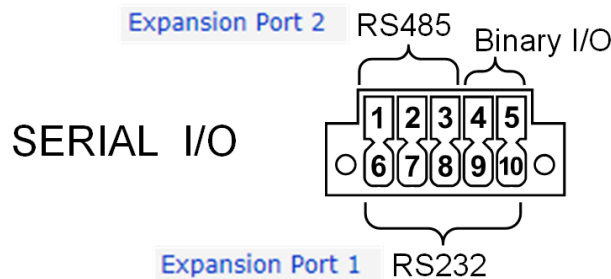 Expansion Port 2 RS485 Binary I/O
1 2 3 4 5
SERIAL I/O
6 7 8 9 10
Expansion Port 1 RS232